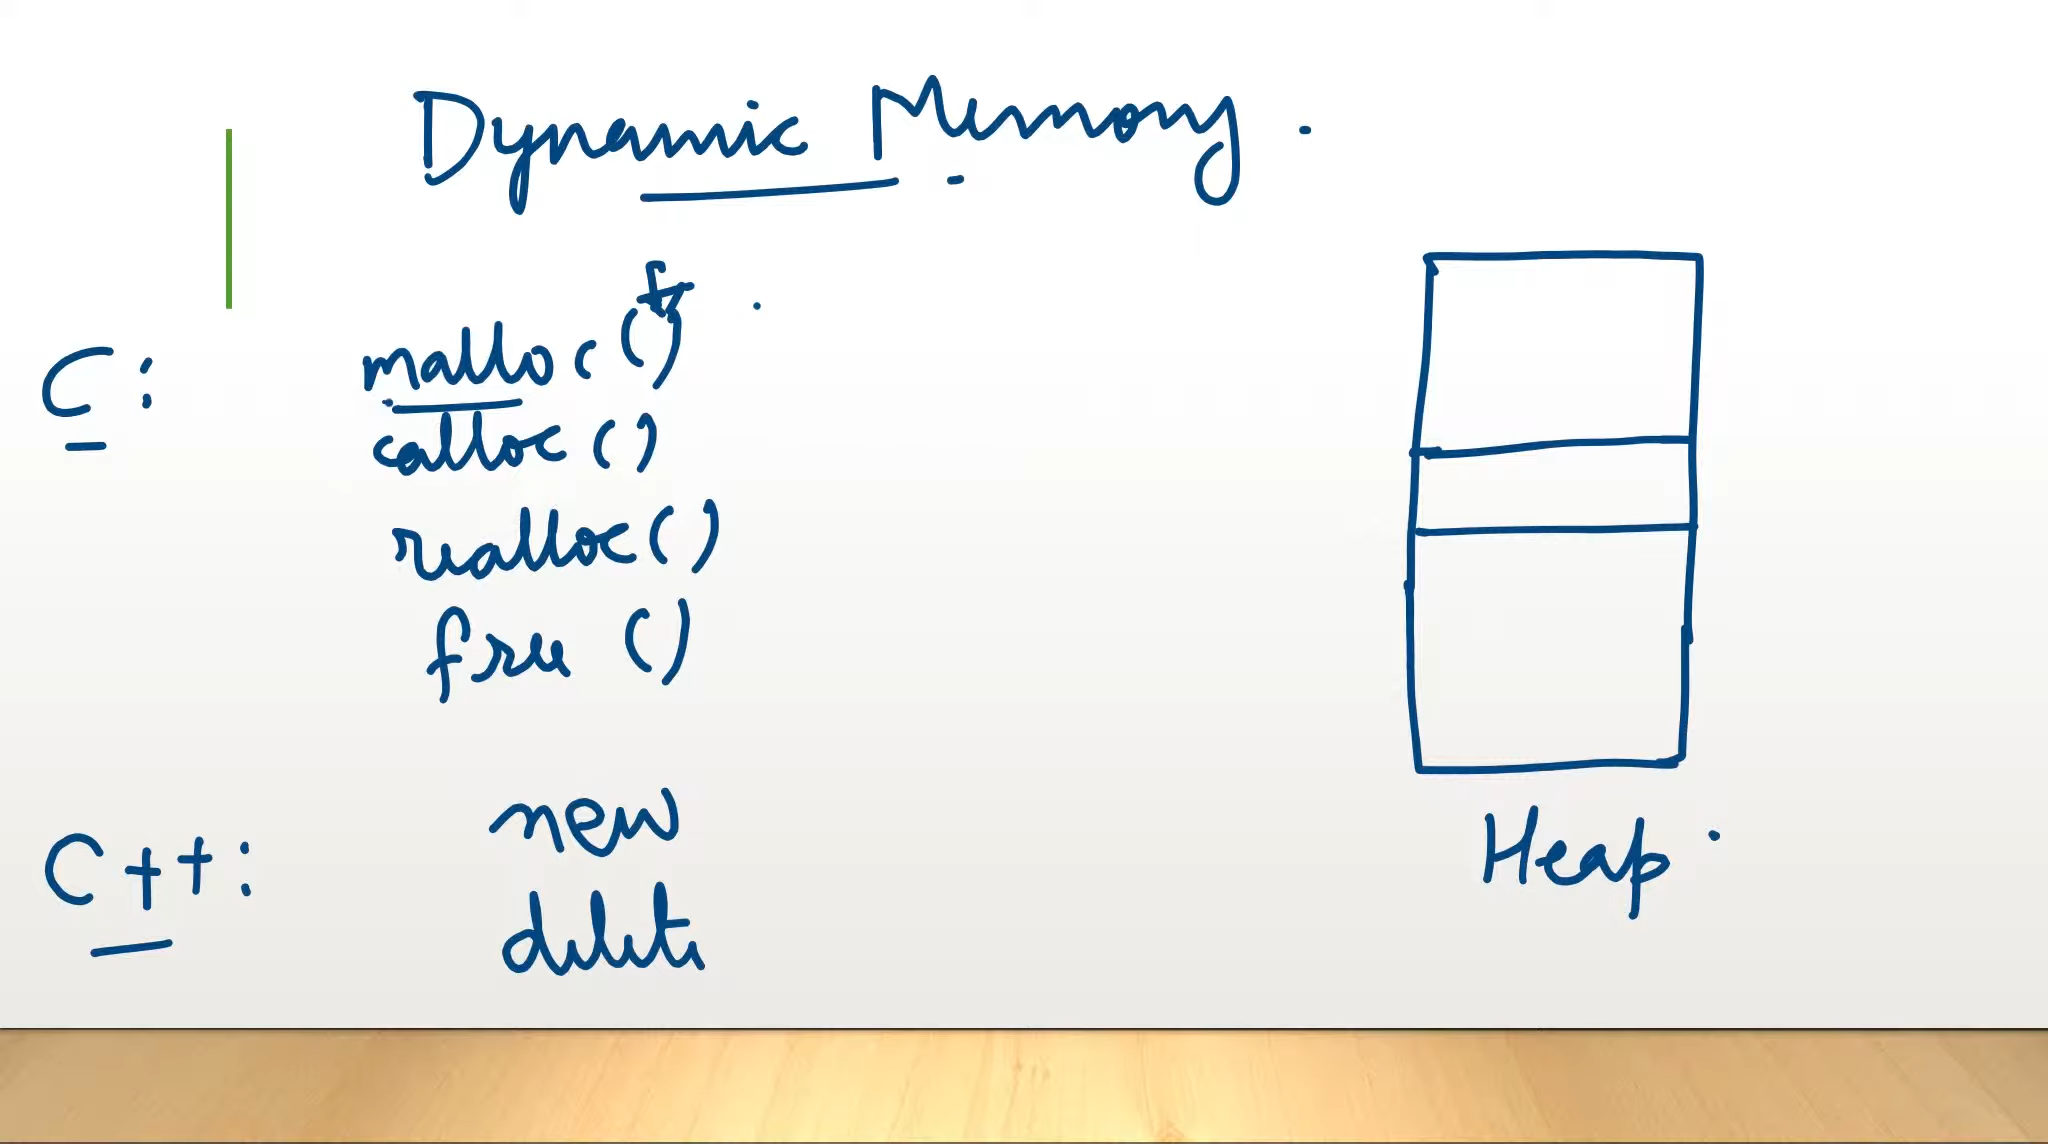 Dynamic Memory.
C:
malloc()
calloc()
realloc()
free()
C++:
new
delete
Heap.